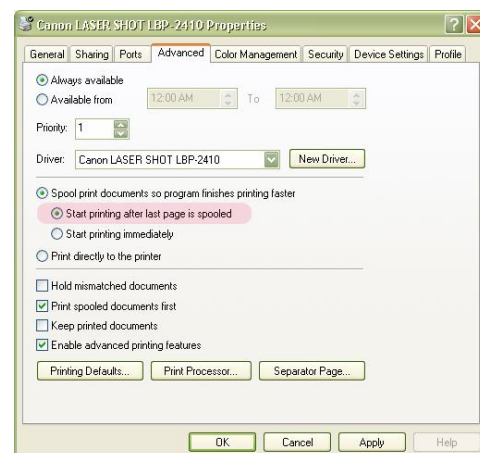 Canon LASER SHOT LBP-2410 Properties
General Sharing Ports Advanced Color Management Security Device Settings Profile
Always available
Available from 12:00 AM To 12:00 AM
Priority: 1
Driver: Canon LASER SHOT LBP-2410 New Driver...
Spool print documents so program finishes printing faster
Start printing after last page is spooled
Start printing immediately
Print directly to the printer
Hold mismatched documents
Print spooled documents first
Keep printed documents
Enable advanced printing features
Printing Defaults... Print Processor... Separator Page...
OK Cancel Apply Help